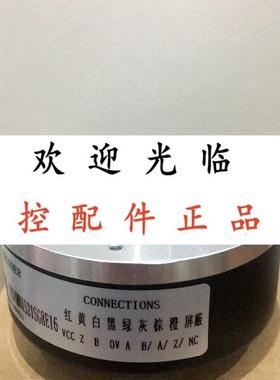 欢迎光临
控配件正品
CONNECTIONS
红 黄 白 黑 绿 灰 棕 橙 屏蔽
VCC Z B 0V A B/ A/ Z/ NC